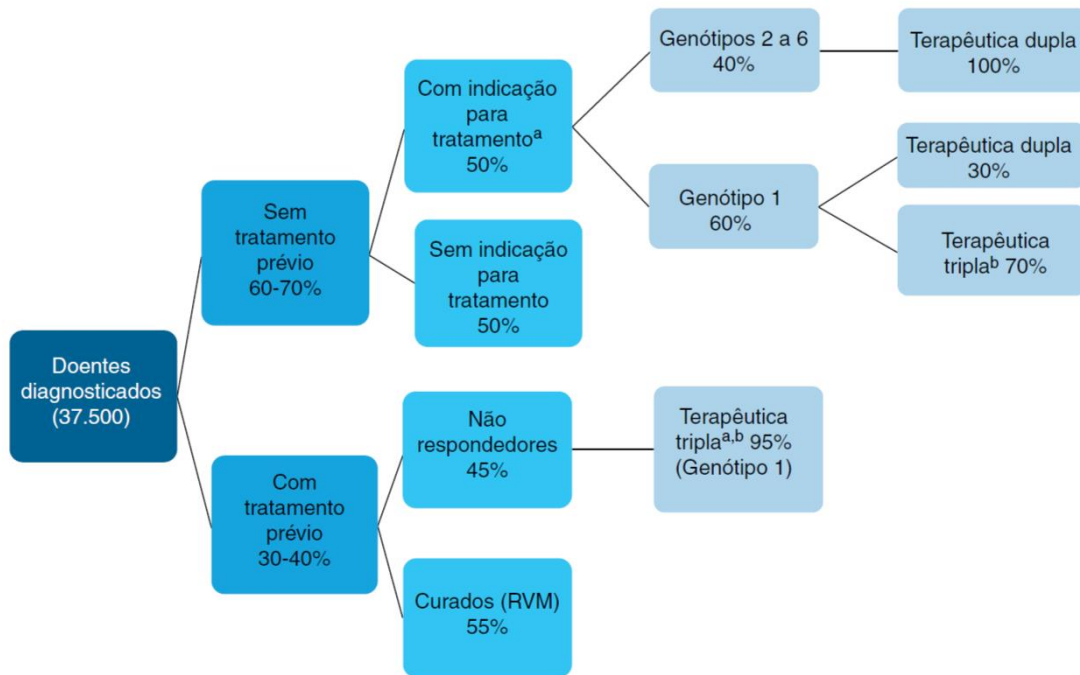 Doentes
diagnosticados
(37.500)
Sem
tratamento
prévio
60-70%
Com indicação
para
tratamentoᵃ
50%
Genótipos 2 a 6
40%
Terapêutica dupla
100%
Genótipo 1
60%
Terapêutica dupla
30%
Terapêutica
triplaᵇ 70%
Sem indicação
para
tratamento
50%
Com
tratamento
prévio
30-40%
Não
respondedores
45%
Terapêutica
triplaᵃ,ᵇ 95%
(Genótipo 1)
Curados (RVM)
55%